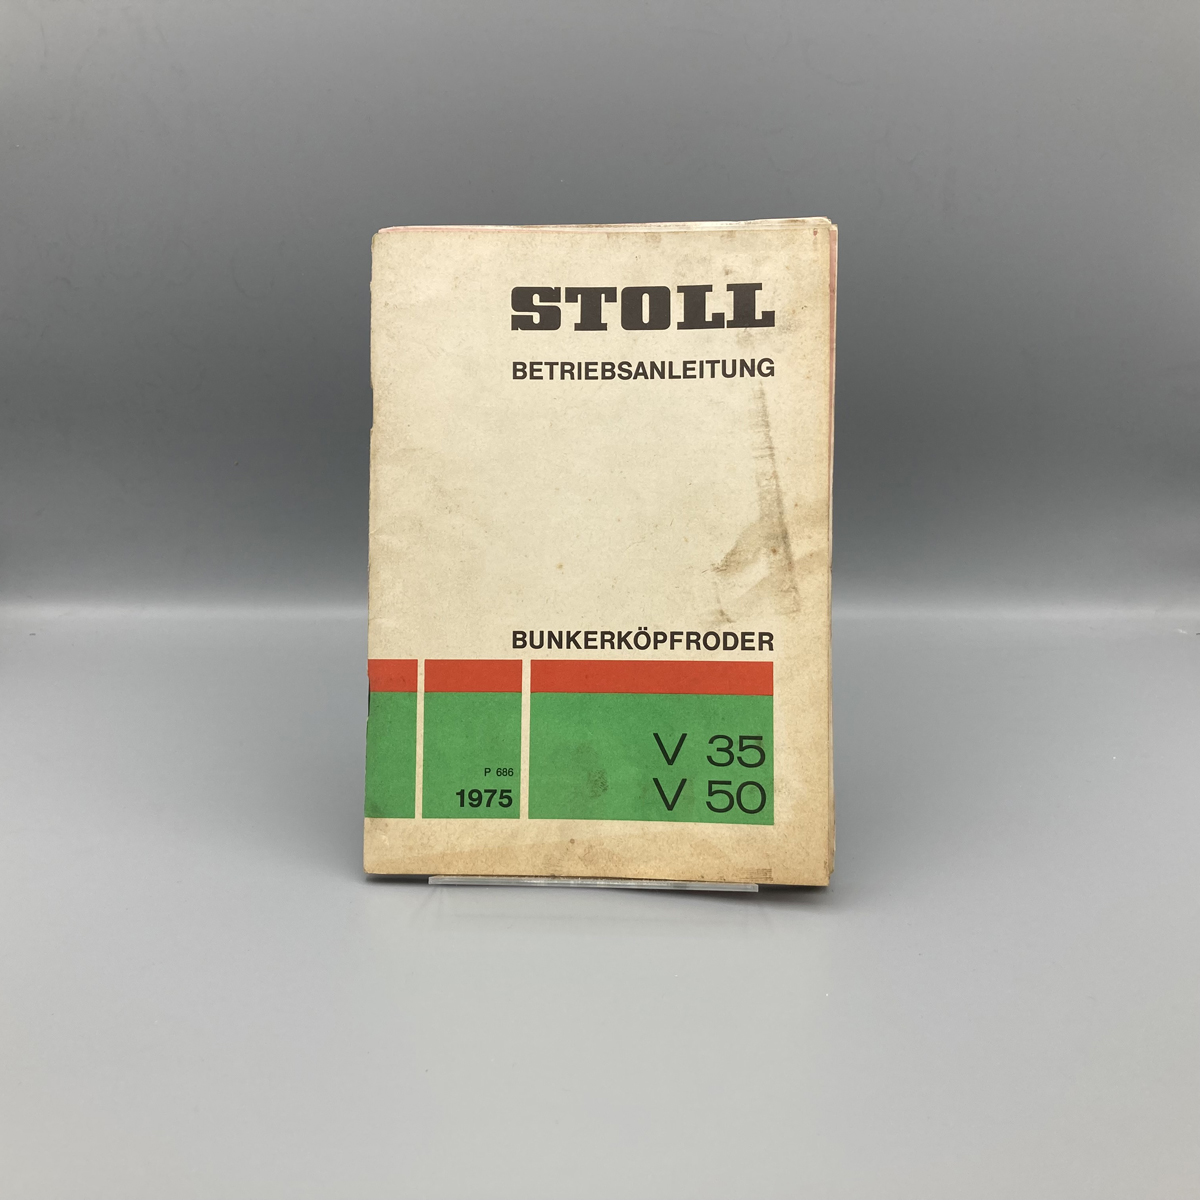 STOLL
BETRIEBSANLEITUNG
BUNKERKÖPFRODER
V 35
P 686
1975
V 50